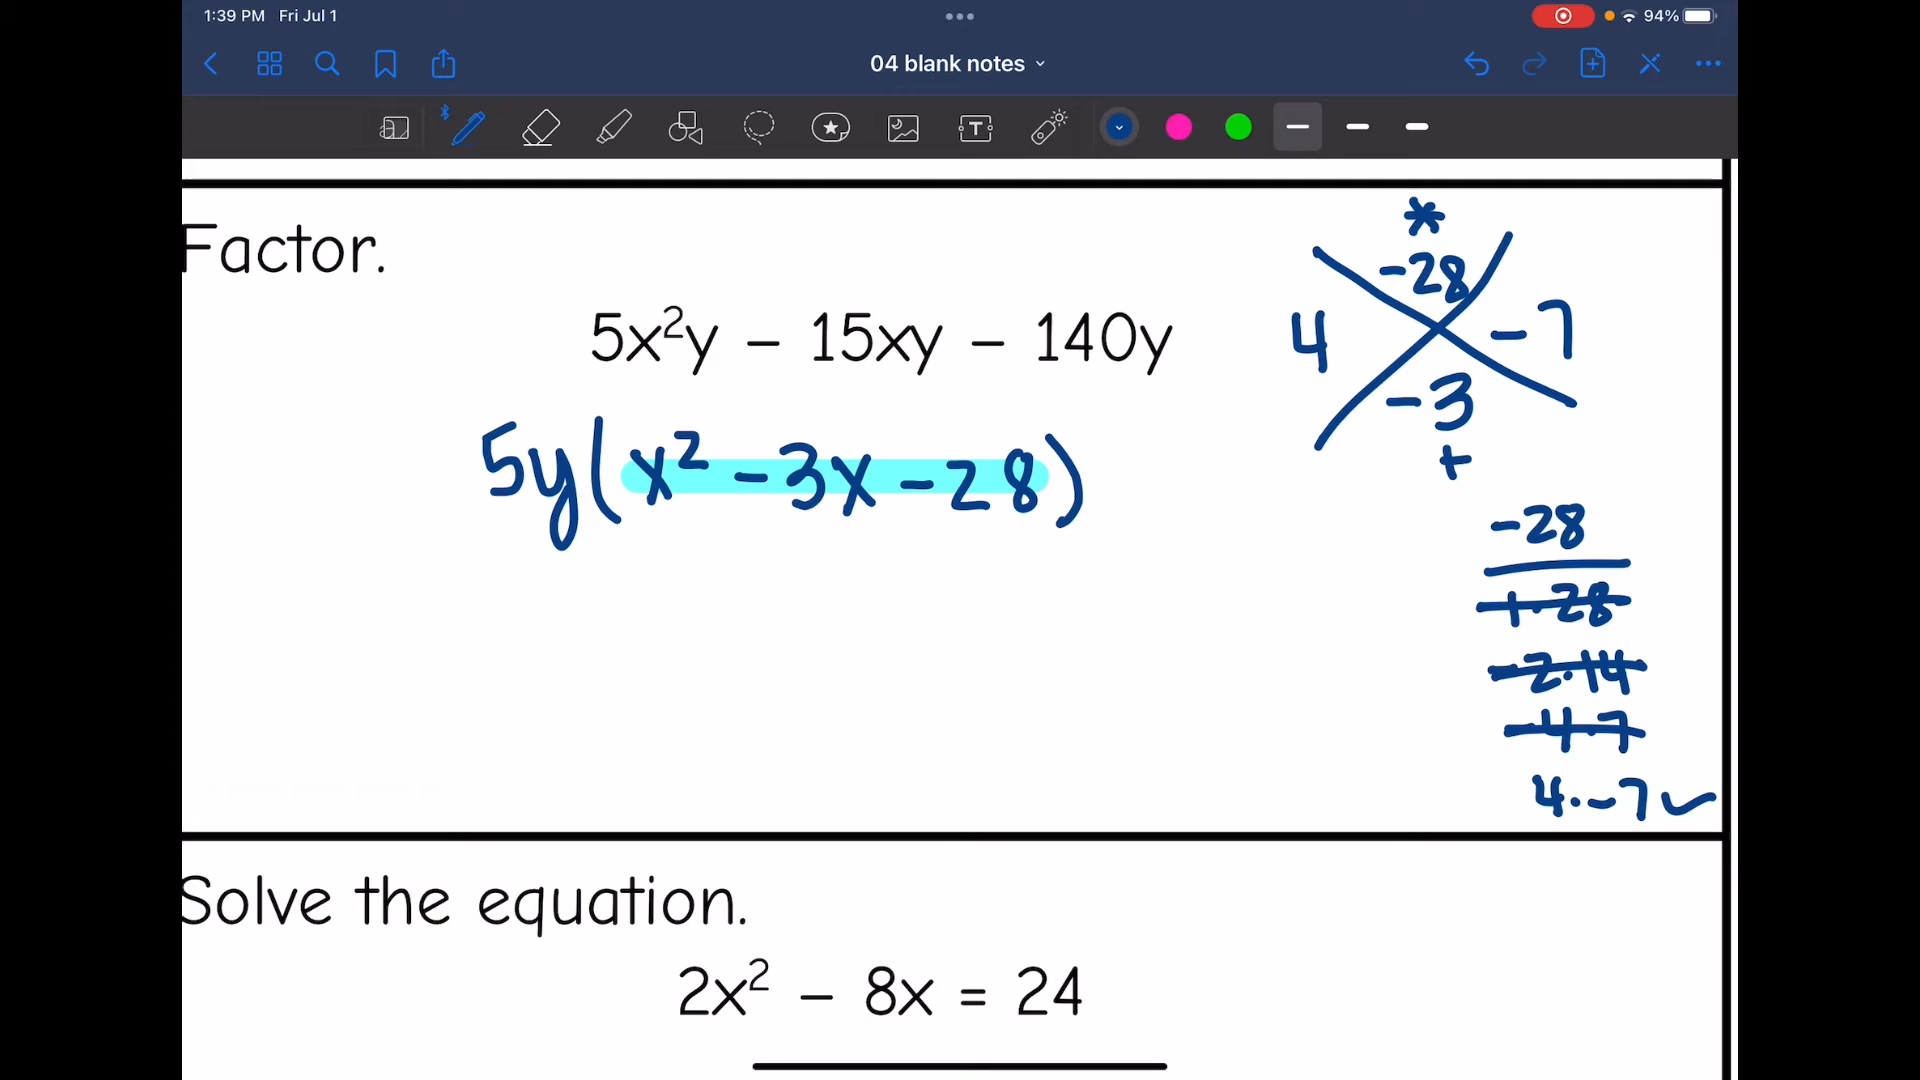 1:39 PM Fri Jul 1
94%
04 blank notes
Factor.
5x²y – 15xy – 140y
5y(x² – 3x – 28)
*
-28
4 -7
-3
+
-28
1·28
-2·14
-4·7
4·-7 ✓
Solve the equation.
2x² – 8x = 24